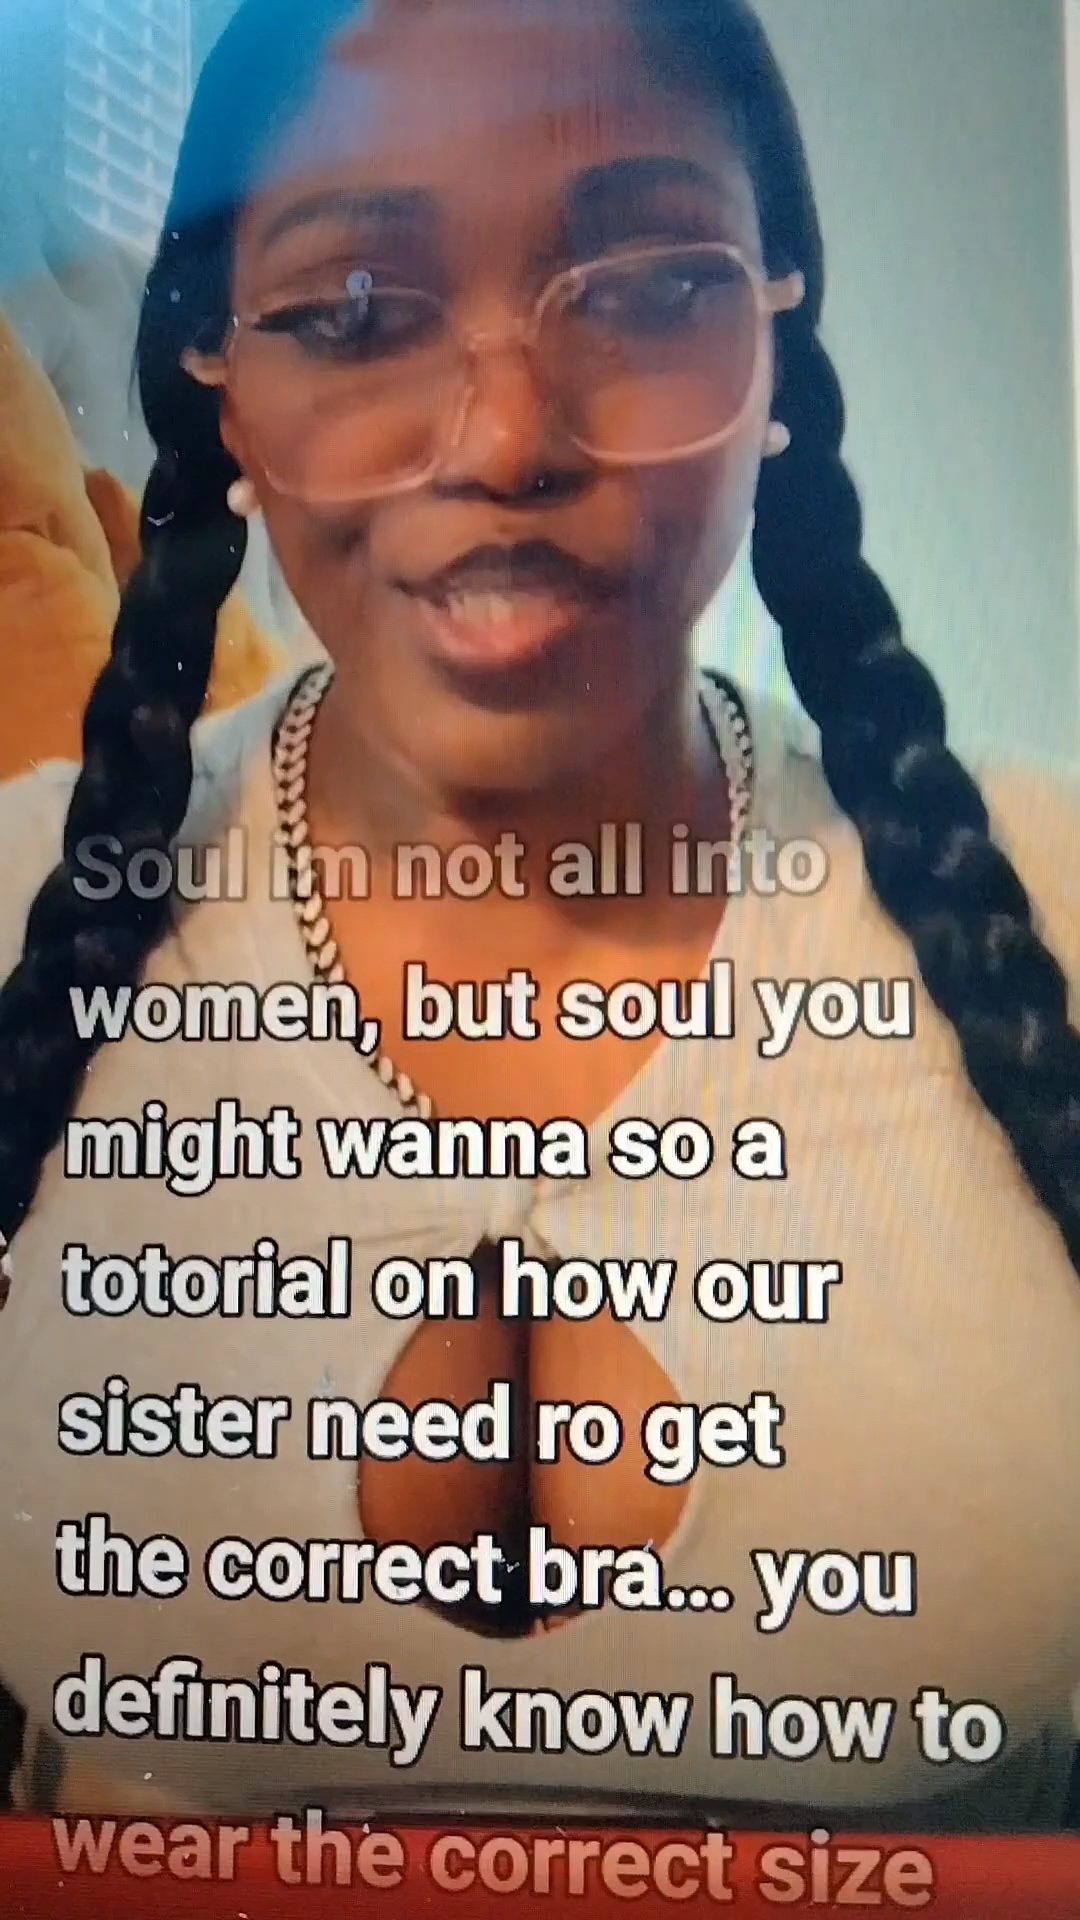 Soul im not all into
women, but soul you
might wanna so a
totorial on how our
sister need ro get
the correct bra... you
definitely know how to
wear the correct size